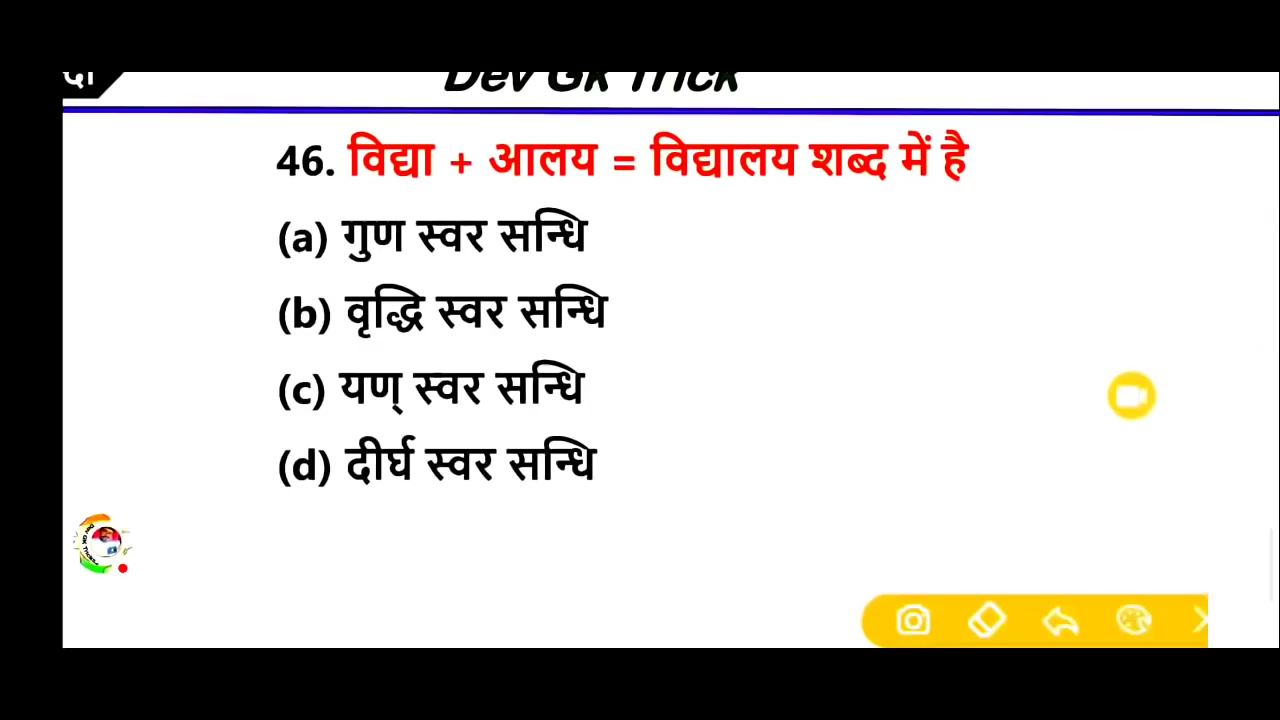 दी
Dev GK Trick
46. विद्या + आलय = विद्यालय शब्द में है
(a) गुण स्वर सन्धि
(b) वृद्धि स्वर सन्धि
(c) यण् स्वर सन्धि
(d) दीर्घ स्वर सन्धि